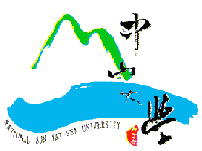 中山大學
NATIONAL SUN YAT-SEN UNIVERSITY